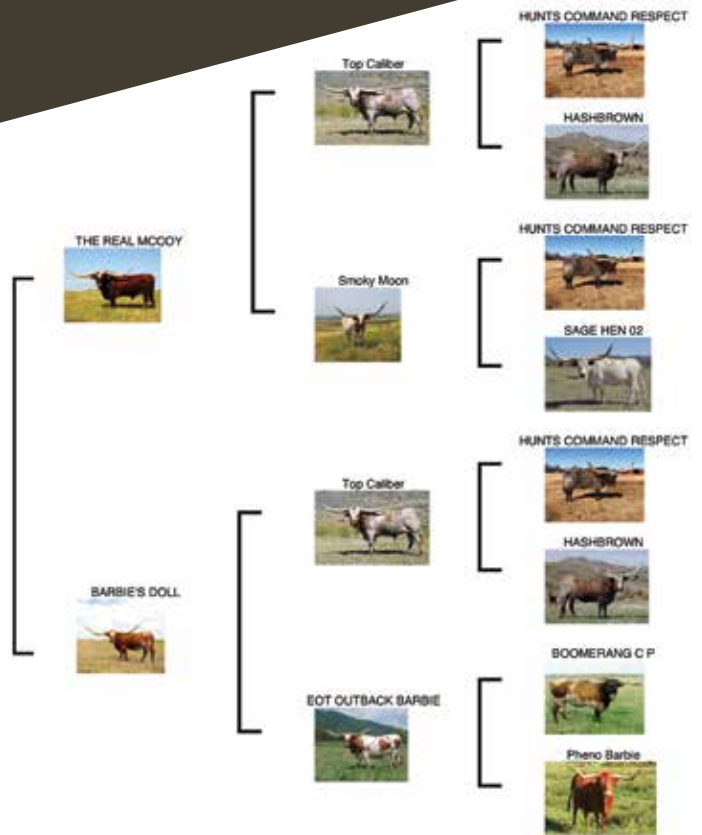 HUNTS COMMAND RESPECT
Top Caliber
HASHBROWN
THE REAL MCCOY
HUNTS COMMAND RESPECT
Smoky Moon
SAGE HEN 02
HUNTS COMMAND RESPECT
Top Caliber
HASHBROWN
BARBIE'S DOLL
BOOMERANG C P
EOT OUTBACK BARBIE
Pheno Barbie